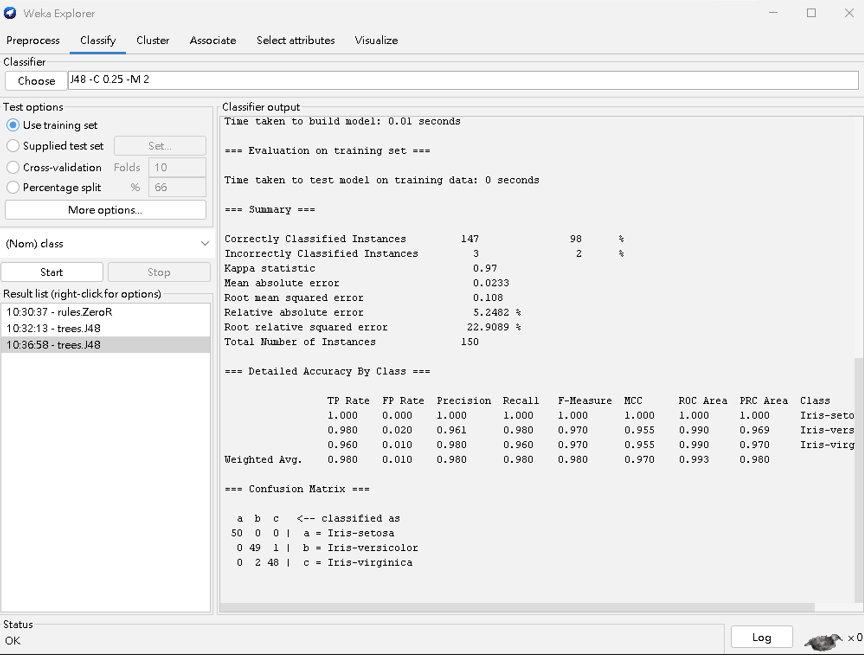 Weka Explorer
Preprocess Classify Cluster Associate Select attributes Visualize
Classifier
Choose J48 -C 0.25 -M 2
Test options
Use training set
Supplied test set Set...
Cross-validation Folds 10
Percentage split % 66
More options...
(Nom) class
Start Stop
Result list (right-click for options)
10:30:37 - rules.ZeroR
10:32:13 - trees.J48
10:36:58 - trees.J48
Classifier output
Time taken to build model: 0.01 seconds
=== Evaluation on training set ===
Time taken to test model on training data: 0 seconds
=== Summary ===
Correctly Classified Instances 147 98 %
Incorrectly Classified Instances 3 2 %
Kappa statistic 0.97
Mean absolute error 0.0233
Root mean squared error 0.108
Relative absolute error 5.2482 %
Root relative squared error 22.9089 %
Total Number of Instances 150
=== Detailed Accuracy By Class ===
TP Rate FP Rate Precision Recall F-Measure MCC ROC Area PRC Area Class
1.000 0.000 1.000 1.000 1.000 1.000 1.000 1.000 Iris-seto
0.980 0.020 0.961 0.980 0.970 0.955 0.990 0.969 Iris-vers
0.960 0.010 0.980 0.960 0.970 0.955 0.990 0.970 Iris-virg
Weighted Avg. 0.980 0.010 0.980 0.980 0.980 0.970 0.993 0.980
=== Confusion Matrix ===
a b c <-- classified as
50 0 0 | a = Iris-setosa
0 49 1 | b = Iris-versicolor
0 2 48 | c = Iris-virginica
Status
OK
Log
x 0